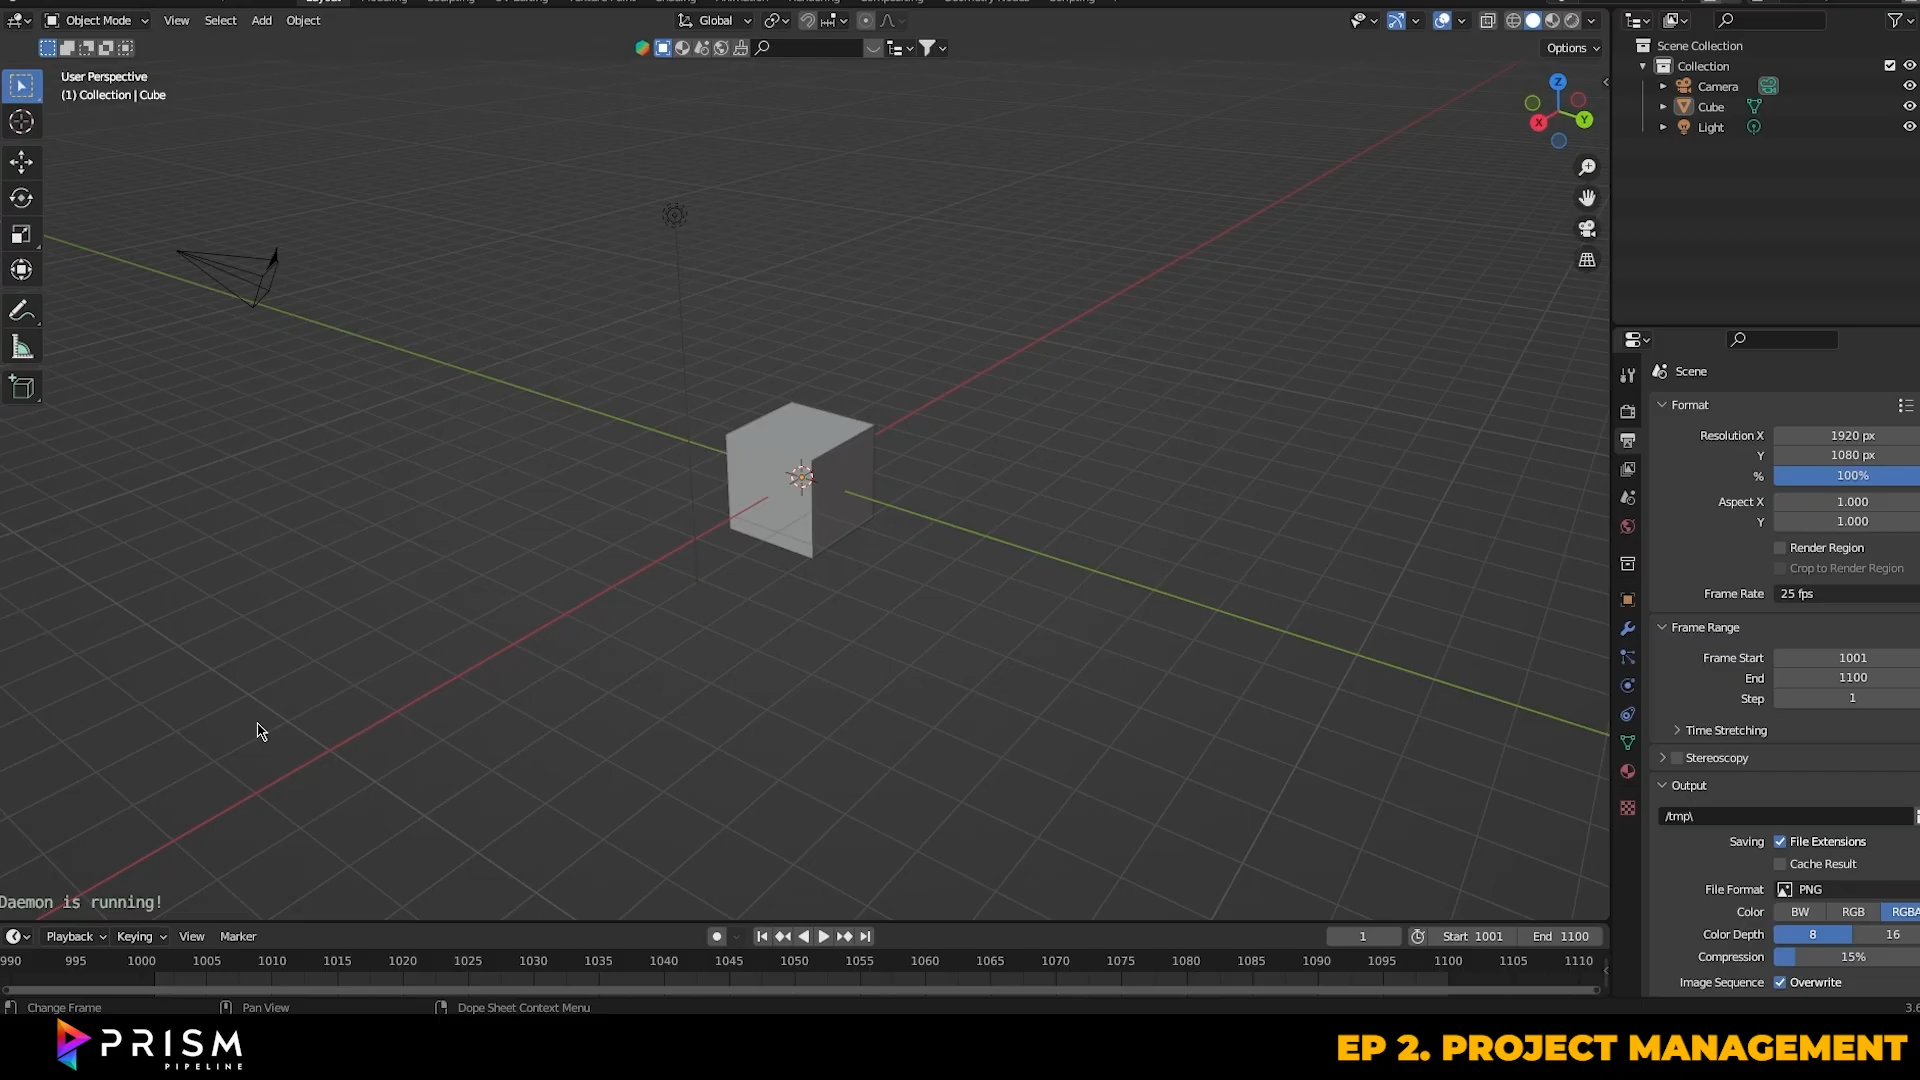 Object Mode View Select Add Object Global
Options
User Perspective
(1) Collection | Cube
Z
X
Y
Scene Collection
Collection
Camera
Cube
Light
Scene
Format
Resolution X 1920 px
Y 1080 px
% 100%
Aspect X 1.000
Y 1.000
Render Region
Crop to Render Region
Frame Rate 25 fps
Frame Range
Frame Start 1001
End 1100
Step 1
Time Stretching
Stereoscopy
Output
/tmp\
Saving File Extensions
Cache Result
File Format PNG
Color BW RGB RGBA
Color Depth 8 16
Compression 15%
Image Sequence Overwrite
Daemon is running!
Playback Keying View Marker 1 Start 1001 End 1100
990 995 1000 1005 1010 1015 1020 1025 1030 1035 1040 1045 1050 1055 1060 1065 1070 1075 1080 1085 1090 1095 1100 1105 1110
Change Frame Pan View Dope Sheet Context Menu 3.6
PRISM
PIPELINE
EP 2. PROJECT MANAGEMENT